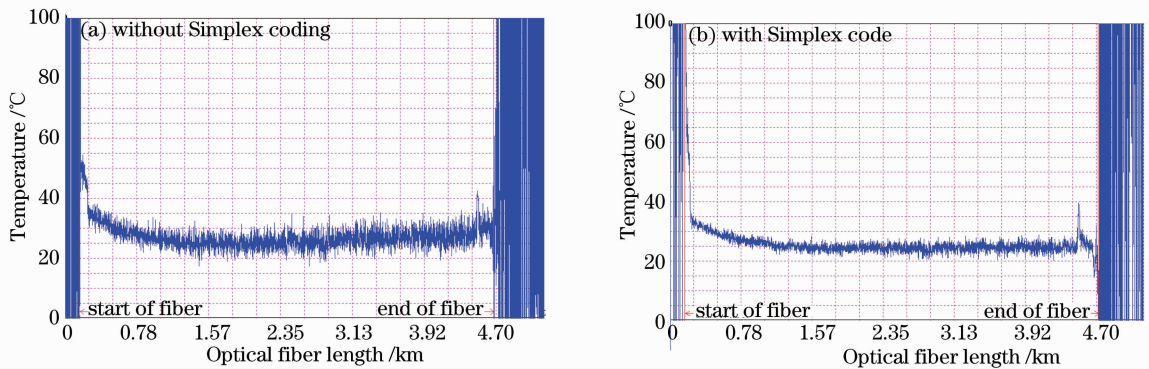 (a) without Simplex coding
100
80
60
40
20
0
Temperature /℃
start of fiber
end of fiber
0 0.78 1.57 2.35 3.13 3.92 4.70
Optical fiber length /km
(b) with Simplex code
100
80
60
40
20
0
Temperature /℃
start of fiber
end of fiber
0 0.78 1.57 2.35 3.13 3.92 4.70
Optical fiber length /km